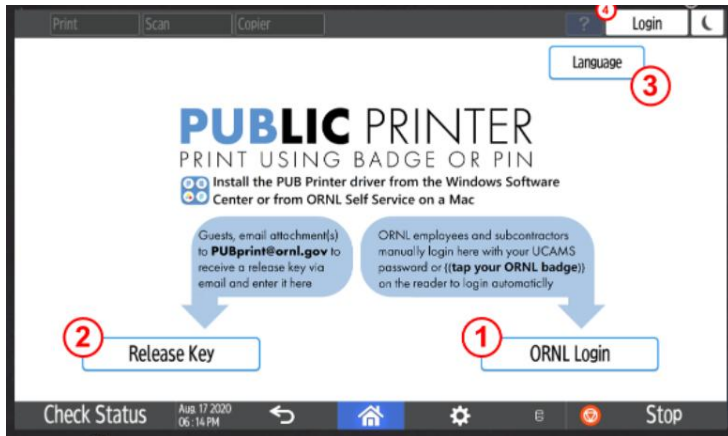 Print Scan Copier ? 4 Login
Language
3
PUBLIC PRINTER
PRINT USING BADGE OR PIN
Install the PUB Printer driver from the Windows Software
Center or from ORNL Self Service on a Mac
Guests, email attachment(s)
to PUBprint@ornl.gov to
receive a release key via
email and enter it here
ORNL employees and subcontractors
manually login here with your UCAMS
password or ((tap your ORNL badge))
on the reader to login automaticlly
2
Release Key
1
ORNL Login
Check Status
Aug. 17 2020
06:14 PM
Stop